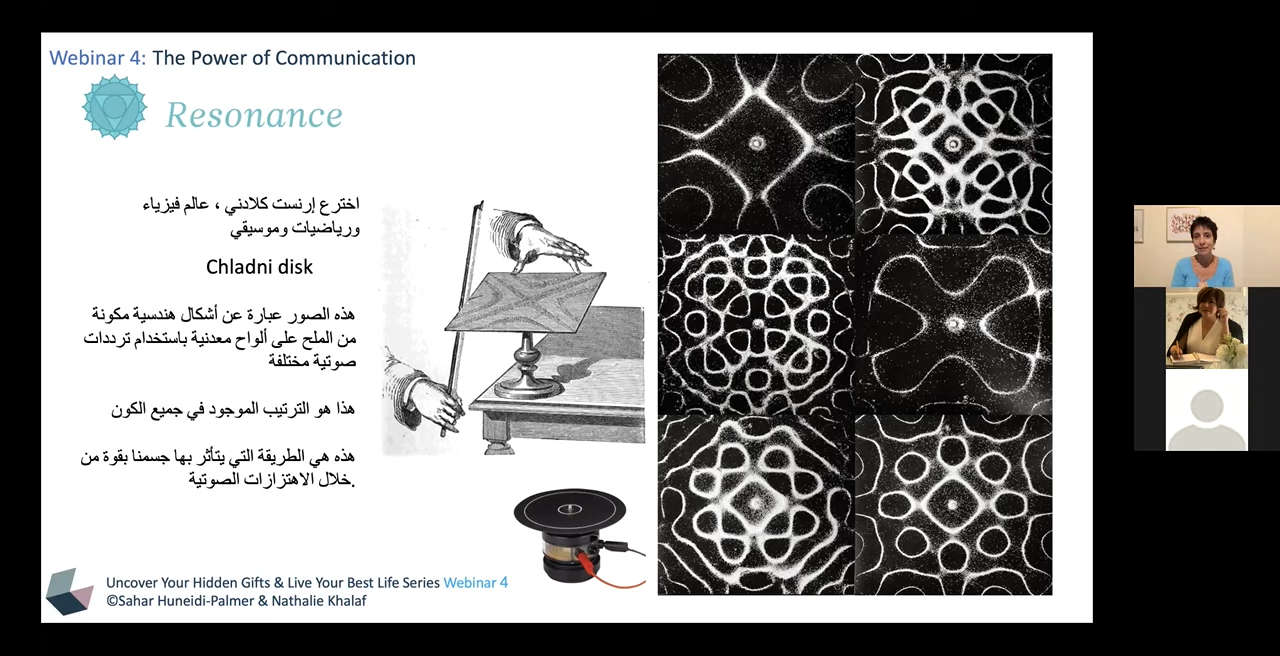 Webinar 4: The Power of Communication
Resonance
اخترع إرنست كلادني ، عالم فيزياء
ورياضيات وموسيقي
Chladni disk
هذه الصور عبارة عن أشكال هندسية مكونة
من الملح على ألواح معدنية باستخدام ترددات
صوتية مختلفة
هذا هو الترتيب الموجود في جميع الكون
هذه هي الطريقة التي يتأثر بها جسمنا بقوة من
.خلال الاهتزازات الصوتية
Uncover Your Hidden Gifts & Live Your Best Life Series Webinar 4
©Sahar Huneidi-Palmer & Nathalie Khalaf